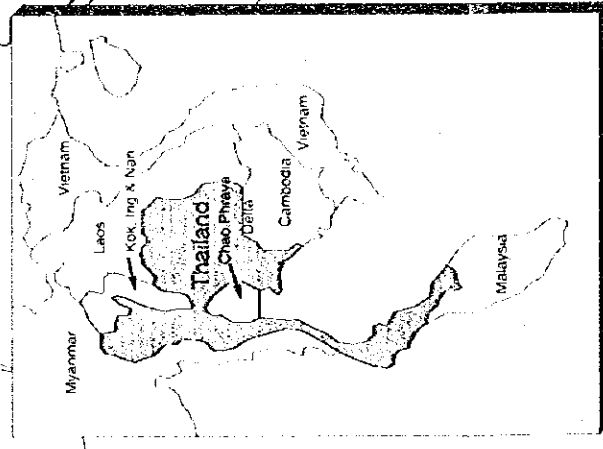 Myanmar
Vietnam
Laos
Kok, Ing & Nan
Thailand
Chao Phraya
Delta
Cambodia
Vietnam
Malaysia